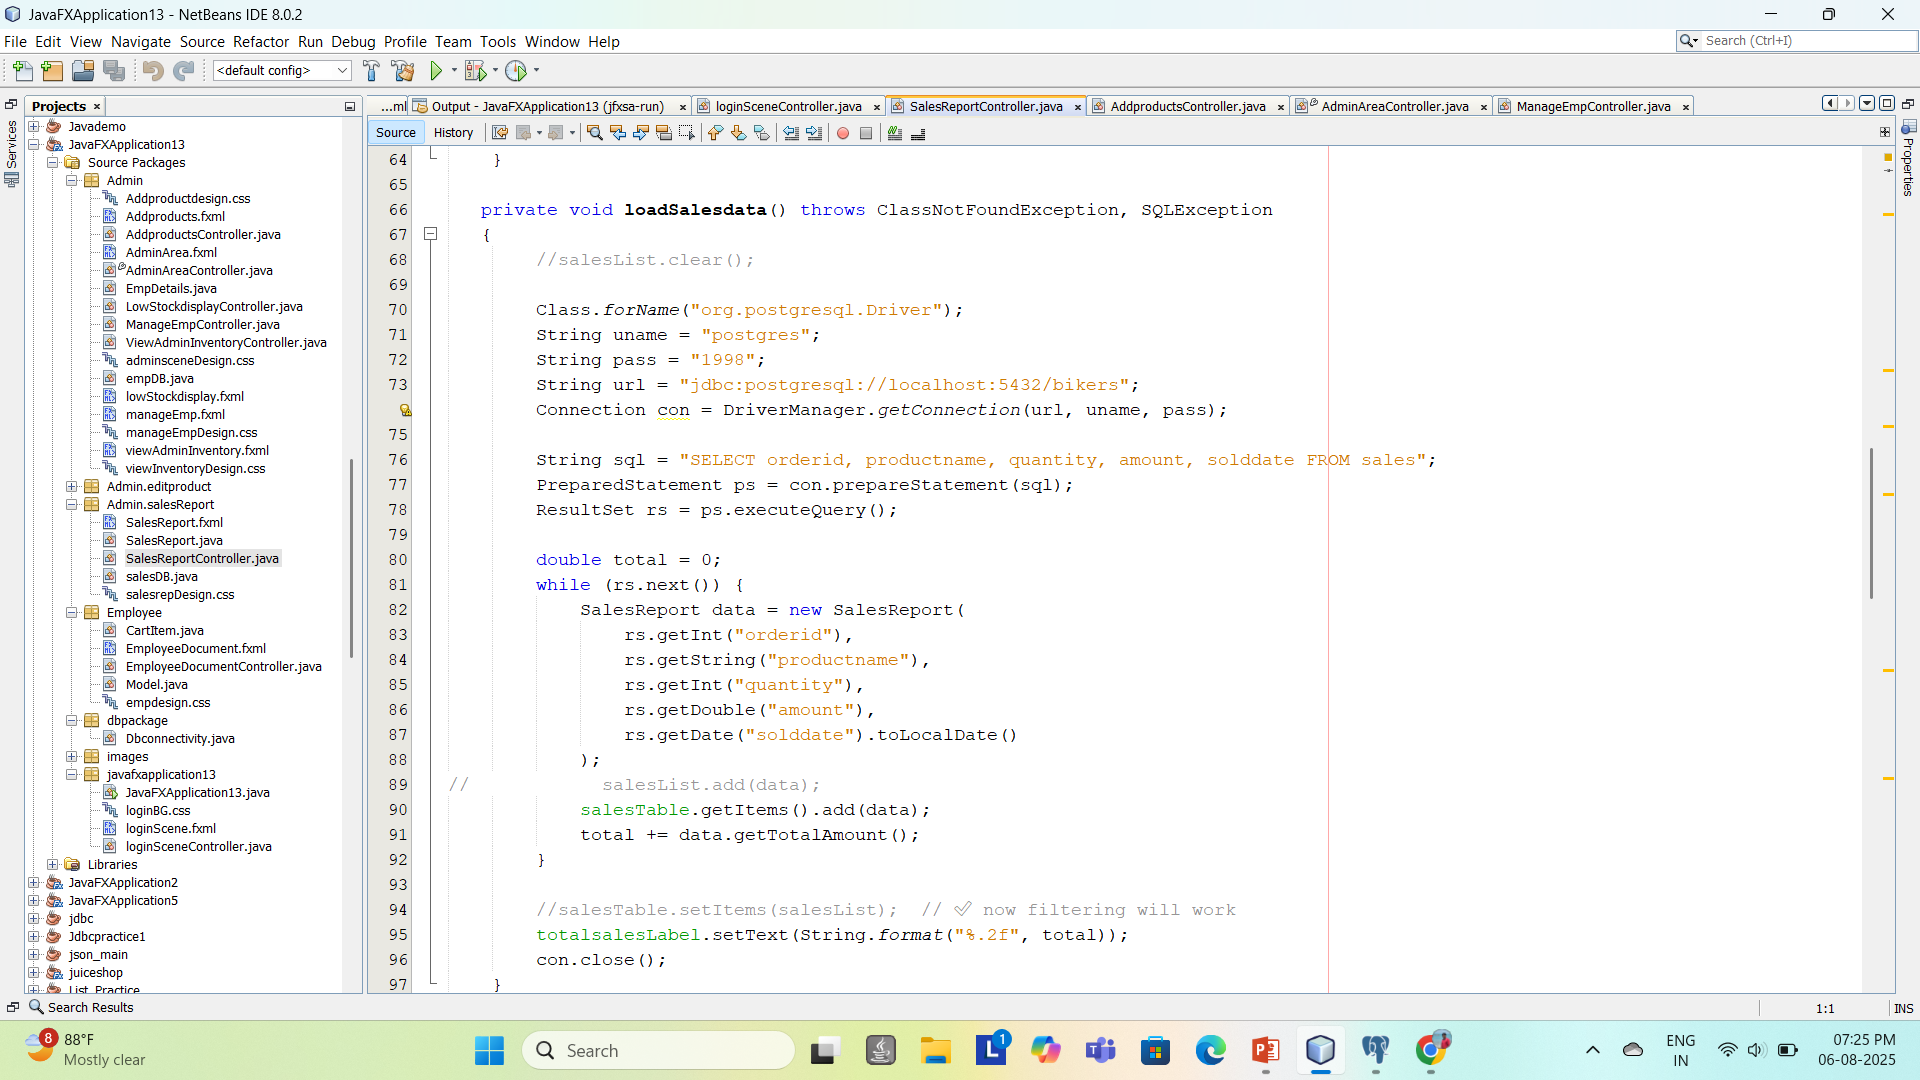 JavaFXApplication13 - NetBeans IDE 8.0.2
File Edit View Navigate Source Refactor Run Debug Profile Team Tools Window Help
Search (Ctrl+I)
<default config>
Projects
...ml
Output - JavaFXApplication13 (jfxsa-run)
loginSceneController.java
SalesReportController.java
AddproductsController.java
AdminAreaController.java
ManageEmpController.java
Source History
Services
Properties
Javademo
JavaFXApplication13
Source Packages
Admin
Addproductdesign.css
Addproducts.fxml
AddproductsController.java
AdminArea.fxml
AdminAreaController.java
EmpDetails.java
LowStockdisplayController.java
ManageEmpController.java
ViewAdminInventoryController.java
adminsceneDesign.css
empDB.java
lowStockdisplay.fxml
manageEmp.fxml
manageEmpDesign.css
viewAdminInventory.fxml
viewInventoryDesign.css
Admin.editproduct
Admin.salesReport
SalesReport.fxml
SalesReport.java
SalesReportController.java
salesDB.java
salesrepDesign.css
Employee
CartItem.java
EmployeeDocument.fxml
EmployeeDocumentController.java
Model.java
empdesign.css
dbpackage
Dbconnectivity.java
images
javafxapplication13
JavaFXApplication13.java
loginBG.css
loginScene.fxml
loginSceneController.java
Libraries
JavaFXApplication2
JavaFXApplication5
jdbc
Jdbcpractice1
json_main
juiceshop
List_Practice
64 }
65
66 private void loadSalesdata() throws ClassNotFoundException, SQLException
67 {
68 //salesList.clear();
69
70 Class.forName("org.postgresql.Driver");
71 String uname = "postgres";
72 String pass = "1998";
73 String url = "jdbc:postgresql://localhost:5432/bikers";
Connection con = DriverManager.getConnection(url, uname, pass);
75
76 String sql = "SELECT orderid, productname, quantity, amount, solddate FROM sales";
77 PreparedStatement ps = con.prepareStatement(sql);
78 ResultSet rs = ps.executeQuery();
79
80 double total = 0;
81 while (rs.next()) {
82 SalesReport data = new SalesReport(
83 rs.getInt("orderid"),
84 rs.getString("productname"),
85 rs.getInt("quantity"),
86 rs.getDouble("amount"),
87 rs.getDate("solddate").toLocalDate()
88 );
89 // salesList.add(data);
90 salesTable.getItems().add(data);
91 total += data.getTotalAmount();
92 }
93
94 //salesTable.setItems(salesList); // ✅ now filtering will work
95 totalsalesLabel.setText(String.format("%.2f", total));
96 con.close();
97 }
Search Results
1:1 INS
8
88°F
Mostly clear
Search
L 1
ENG
IN
07:25 PM
06-08-2025